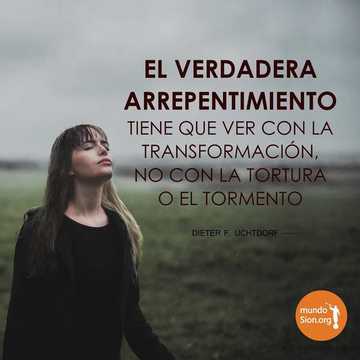 EL VERDADERA
ARREPENTIMIENTO
TIENE QUE VER CON LA
TRANSFORMACIÓN,
NO CON LA TORTURA
O EL TORMENTO
DIETER F. UCHTDORF
mundo
Sion.org